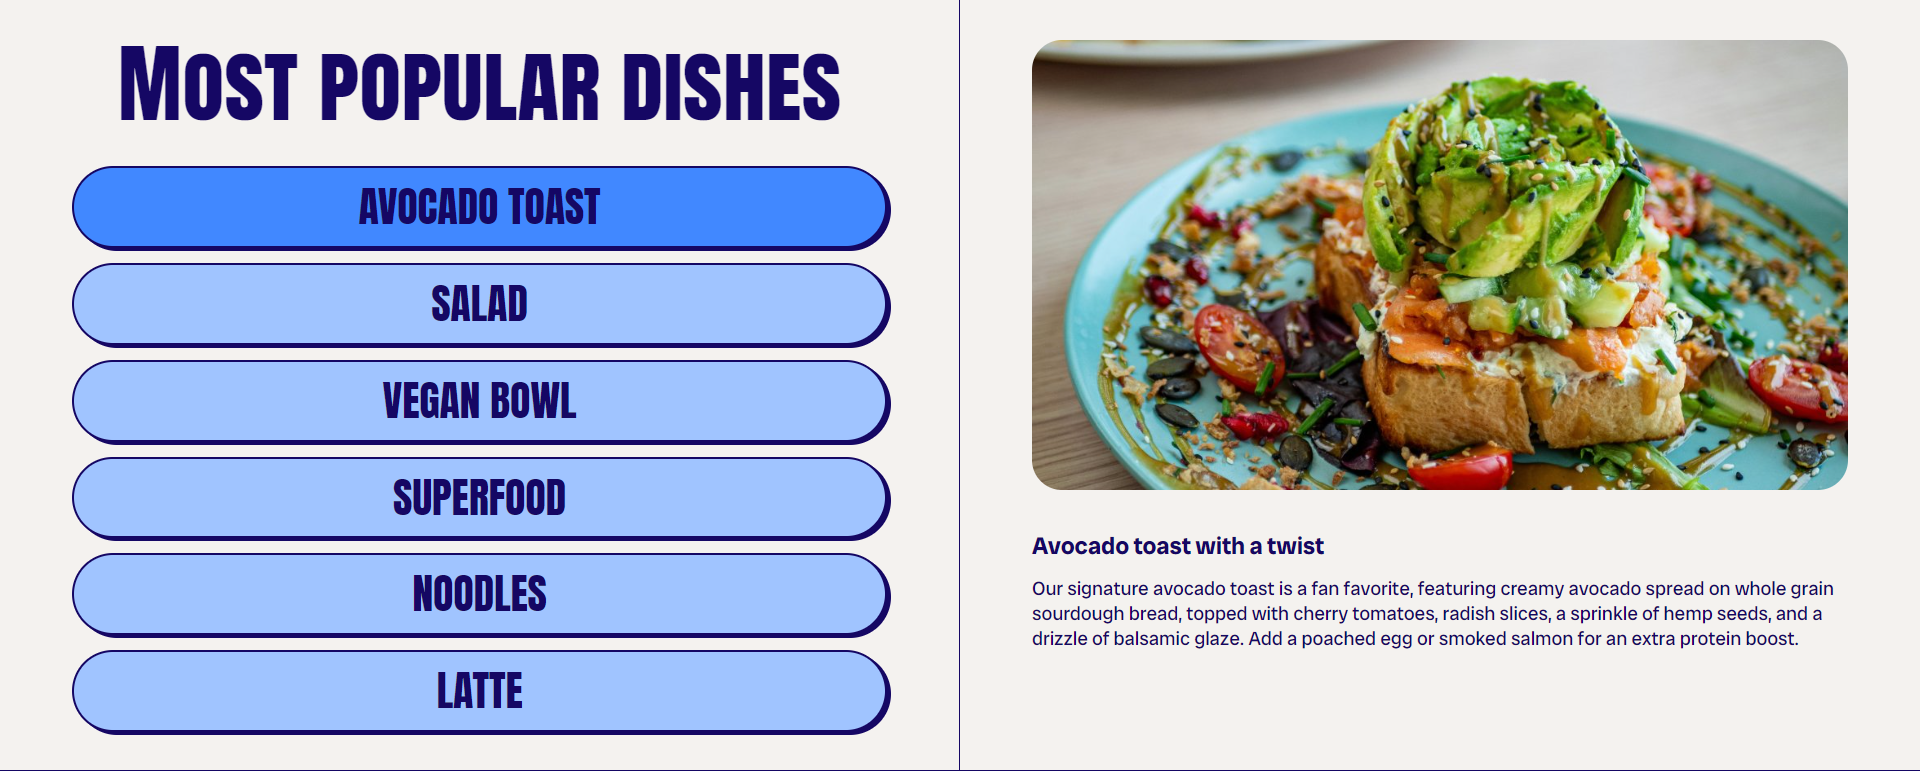 Most popular dishes
AVOCADO TOAST
SALAD
VEGAN BOWL
SUPERFOOD
NOODLES
LATTE
Avocado toast with a twist
Our signature avocado toast is a fan favorite, featuring creamy avocado spread on whole grain
sourdough bread, topped with cherry tomatoes, radish slices, a sprinkle of hemp seeds, and a
drizzle of balsamic glaze. Add a poached egg or smoked salmon for an extra protein boost.